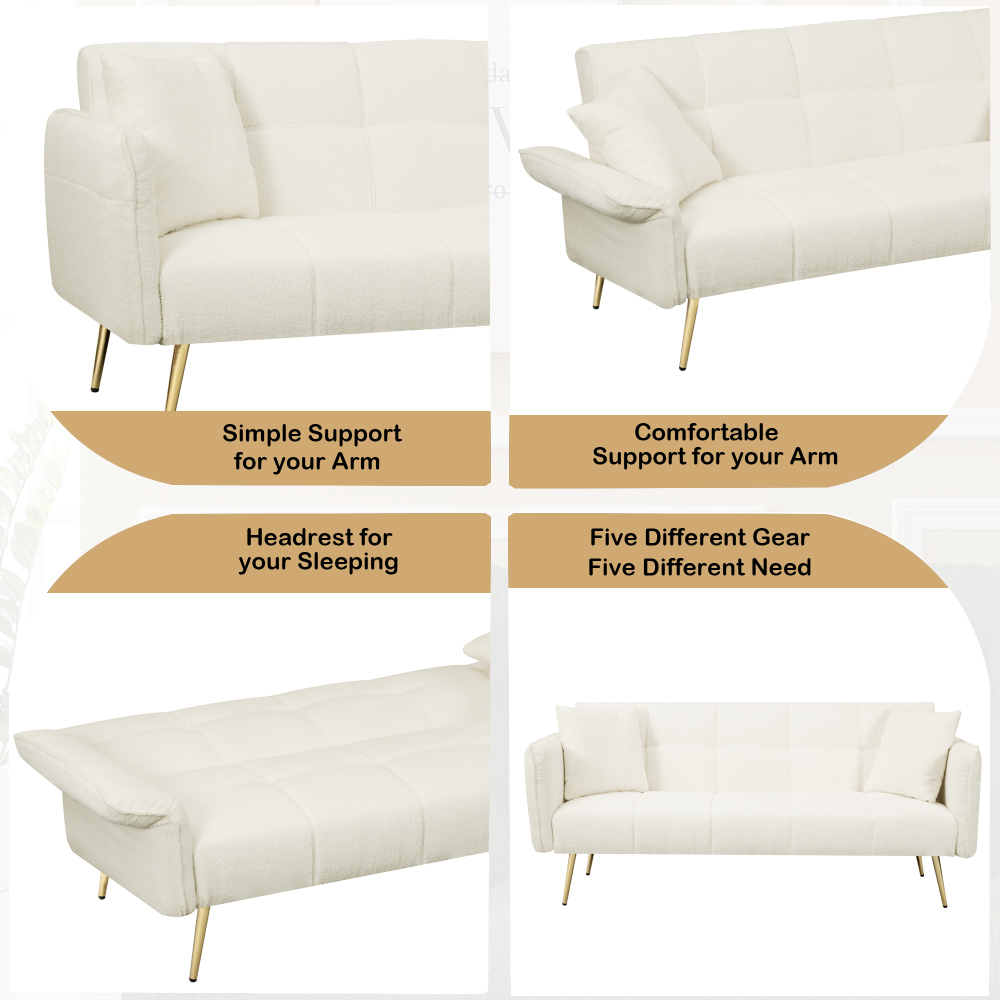 Simple Support
for your Arm
Comfortable
Support for your Arm
Headrest for
your Sleeping
Five Different Gear
Five Different Need